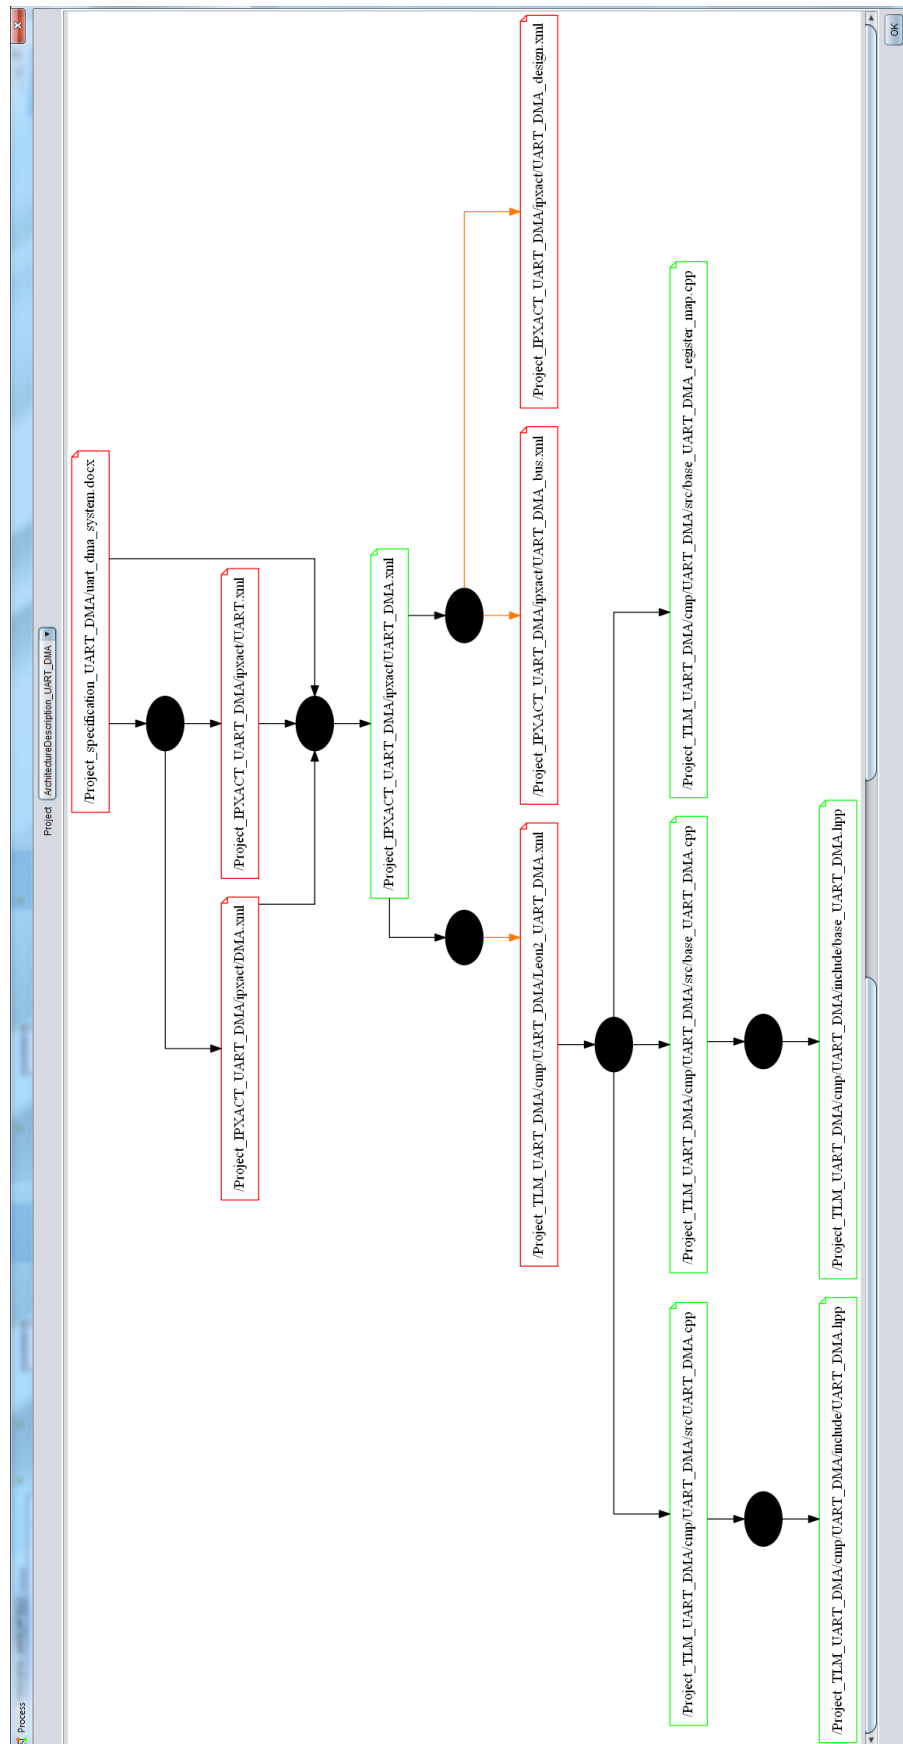 Process
Project ArchitectureDescription_UART_DMA
/Project_specification_UART_DMA/uart_dma_system.docx
/Project_IPXACT_UART_DMA/ipxact/DMA.xml
/Project_IPXACT_UART_DMA/ipxact/UART.xml
/Project_IPXACT_UART_DMA/ipxact/UART_DMA.xml
/Project_TLM_UART_DMA/cmp/UART_DMA/Leon2_UART_DMA.xml
/Project_IPXACT_UART_DMA/ipxact/UART_DMA_bus.xml
/Project_IPXACT_UART_DMA/ipxact/UART_DMA_design.xml
/Project_TLM_UART_DMA/cmp/UART_DMA/src/UART_DMA.cpp
/Project_TLM_UART_DMA/cmp/UART_DMA/src/base_UART_DMA.cpp
/Project_TLM_UART_DMA/cmp/UART_DMA/src/base_UART_DMA_register_map.cpp
/Project_TLM_UART_DMA/cmp/UART_DMA/include/UART_DMA.hpp
/Project_TLM_UART_DMA/cmp/UART_DMA/include/base_UART_DMA.hpp
OK